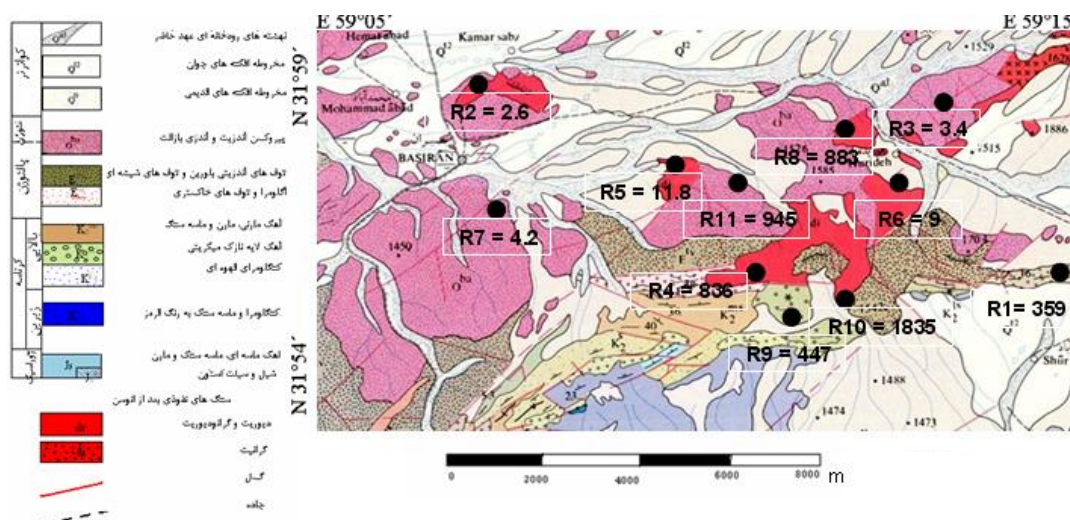 نهشته های رودخانه ای عهد حاضر
مخروطه افکنه های جوان
مخروطه افکنه های قدیمی
پیروکسن آندزیت و آندزی بازالت
توف های آندزیتی بلورین و توف های شیشه ای
آگلومرا و توف های خاکستری
آهک مارنی، مارن و ماسه سنگ
آهک لایه نازک میکریتی
کنگلومرای قهوه ای
کنگلومرا و ماسه سنگ به رنگ قرمز
آهک ماسه ای، ماسه سنگ و مارن
شیل و سیلت استون
سنگ های نفوذی بعد از ائوسن
دیوریت و گرانودیوریت
گرانیت
گسل
جاده
E 59°05′
E 59°15′
N 31°59′
N 31°54′
Hemat abad
Kamar sabz
Mohammad abad
BASIRAN
1529
1886
1515
1585
1459
1703
1488
1474
1473
R2 = 2.6
R3 = 3.4
R8 = 883
R5 = 11.8
R11 = 945
R6 = 9
R7 = 4.2
R4 = 836
R1= 359
R10 = 1835
R9 = 447
0 2000 4000 6000 8000 m